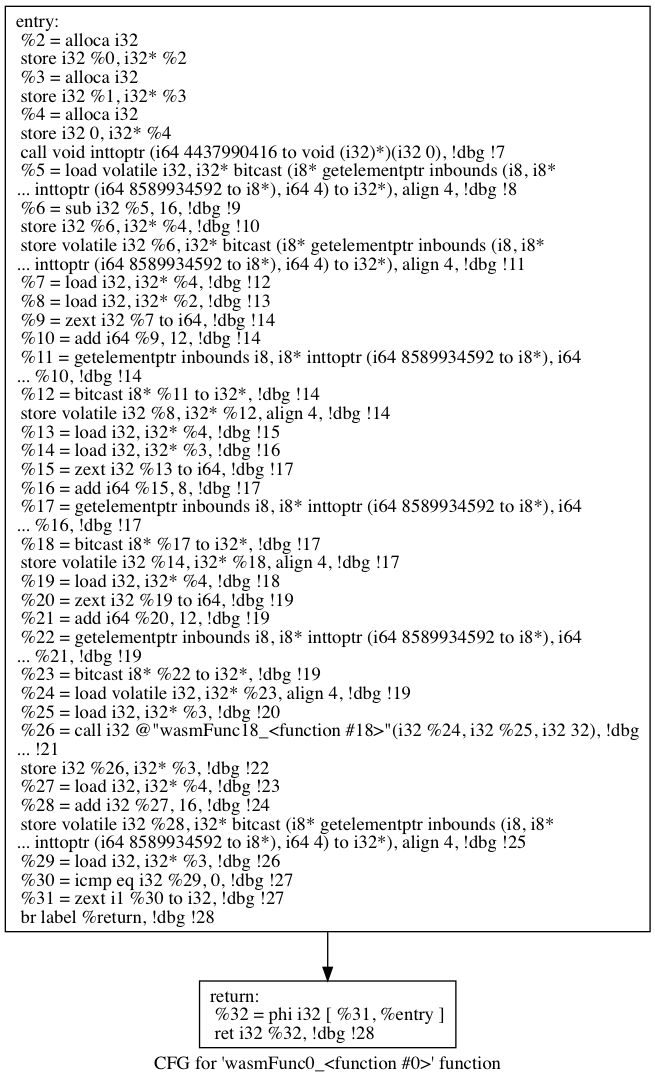 entry:
%2 = alloca i32
store i32 %0, i32* %2
%3 = alloca i32
store i32 %1, i32* %3
%4 = alloca i32
store i32 0, i32* %4
call void inttoptr (i64 4437990416 to void (i32)*)(i32 0), !dbg !7
%5 = load volatile i32, i32* bitcast (i8* getelementptr inbounds (i8, i8*
... inttoptr (i64 8589934592 to i8*), i64 4) to i32*), align 4, !dbg !8
%6 = sub i32 %5, 16, !dbg !9
store i32 %6, i32* %4, !dbg !10
store volatile i32 %6, i32* bitcast (i8* getelementptr inbounds (i8, i8*
... inttoptr (i64 8589934592 to i8*), i64 4) to i32*), align 4, !dbg !11
%7 = load i32, i32* %4, !dbg !12
%8 = load i32, i32* %2, !dbg !13
%9 = zext i32 %7 to i64, !dbg !14
%10 = add i64 %9, 12, !dbg !14
%11 = getelementptr inbounds i8, i8* inttoptr (i64 8589934592 to i8*), i64
... %10, !dbg !14
%12 = bitcast i8* %11 to i32*, !dbg !14
store volatile i32 %8, i32* %12, align 4, !dbg !14
%13 = load i32, i32* %4, !dbg !15
%14 = load i32, i32* %3, !dbg !16
%15 = zext i32 %13 to i64, !dbg !17
%16 = add i64 %15, 8, !dbg !17
%17 = getelementptr inbounds i8, i8* inttoptr (i64 8589934592 to i8*), i64
... %16, !dbg !17
%18 = bitcast i8* %17 to i32*, !dbg !17
store volatile i32 %14, i32* %18, align 4, !dbg !17
%19 = load i32, i32* %4, !dbg !18
%20 = zext i32 %19 to i64, !dbg !19
%21 = add i64 %20, 12, !dbg !19
%22 = getelementptr inbounds i8, i8* inttoptr (i64 8589934592 to i8*), i64
... %21, !dbg !19
%23 = bitcast i8* %22 to i32*, !dbg !19
%24 = load volatile i32, i32* %23, align 4, !dbg !19
%25 = load i32, i32* %3, !dbg !20
%26 = call i32 @"wasmFunc18_<function #18>"(i32 %24, i32 %25, i32 32), !dbg
... !21
store i32 %26, i32* %3, !dbg !22
%27 = load i32, i32* %4, !dbg !23
%28 = add i32 %27, 16, !dbg !24
store volatile i32 %28, i32* bitcast (i8* getelementptr inbounds (i8, i8*
... inttoptr (i64 8589934592 to i8*), i64 4) to i32*), align 4, !dbg !25
%29 = load i32, i32* %3, !dbg !26
%30 = icmp eq i32 %29, 0, !dbg !27
%31 = zext i1 %30 to i32, !dbg !27
br label %return, !dbg !28
return:
%32 = phi i32 [ %31, %entry ]
ret i32 %32, !dbg !28
CFG for 'wasmFunc0_<function #0>' function